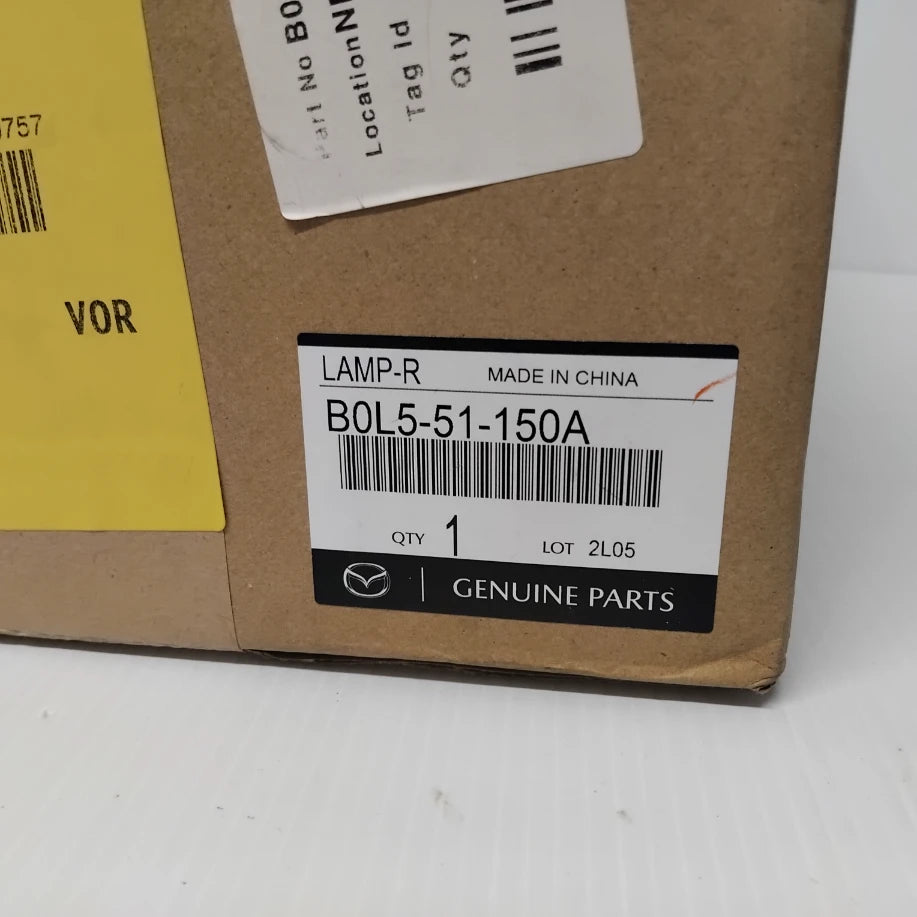 Part No B0
Location N
Tag Id
Qty
757
VOR
LAMP-R MADE IN CHINA
B0L5-51-150A
QTY 1 LOT 2L05
GENUINE PARTS